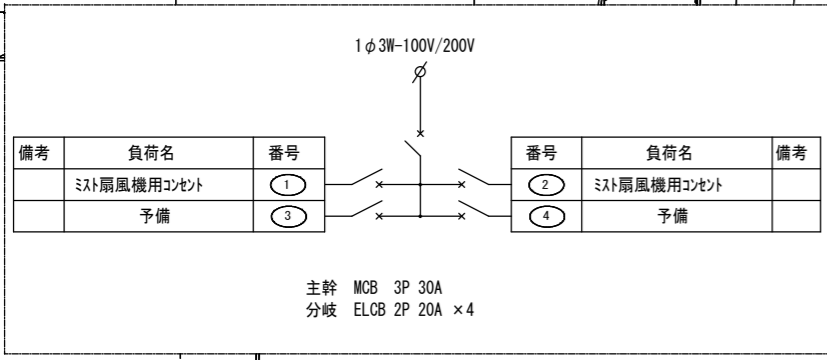 1φ3W-100V/200V
備考 負荷名 番号
ﾐｽﾄ扇風機用ｺﾝｾﾝﾄ 1
予備 3
番号 負荷名 備考
2 ﾐｽﾄ扇風機用ｺﾝｾﾝﾄ
4 予備
主幹 MCB 3P 30A
分岐 ELCB 2P 20A ×4